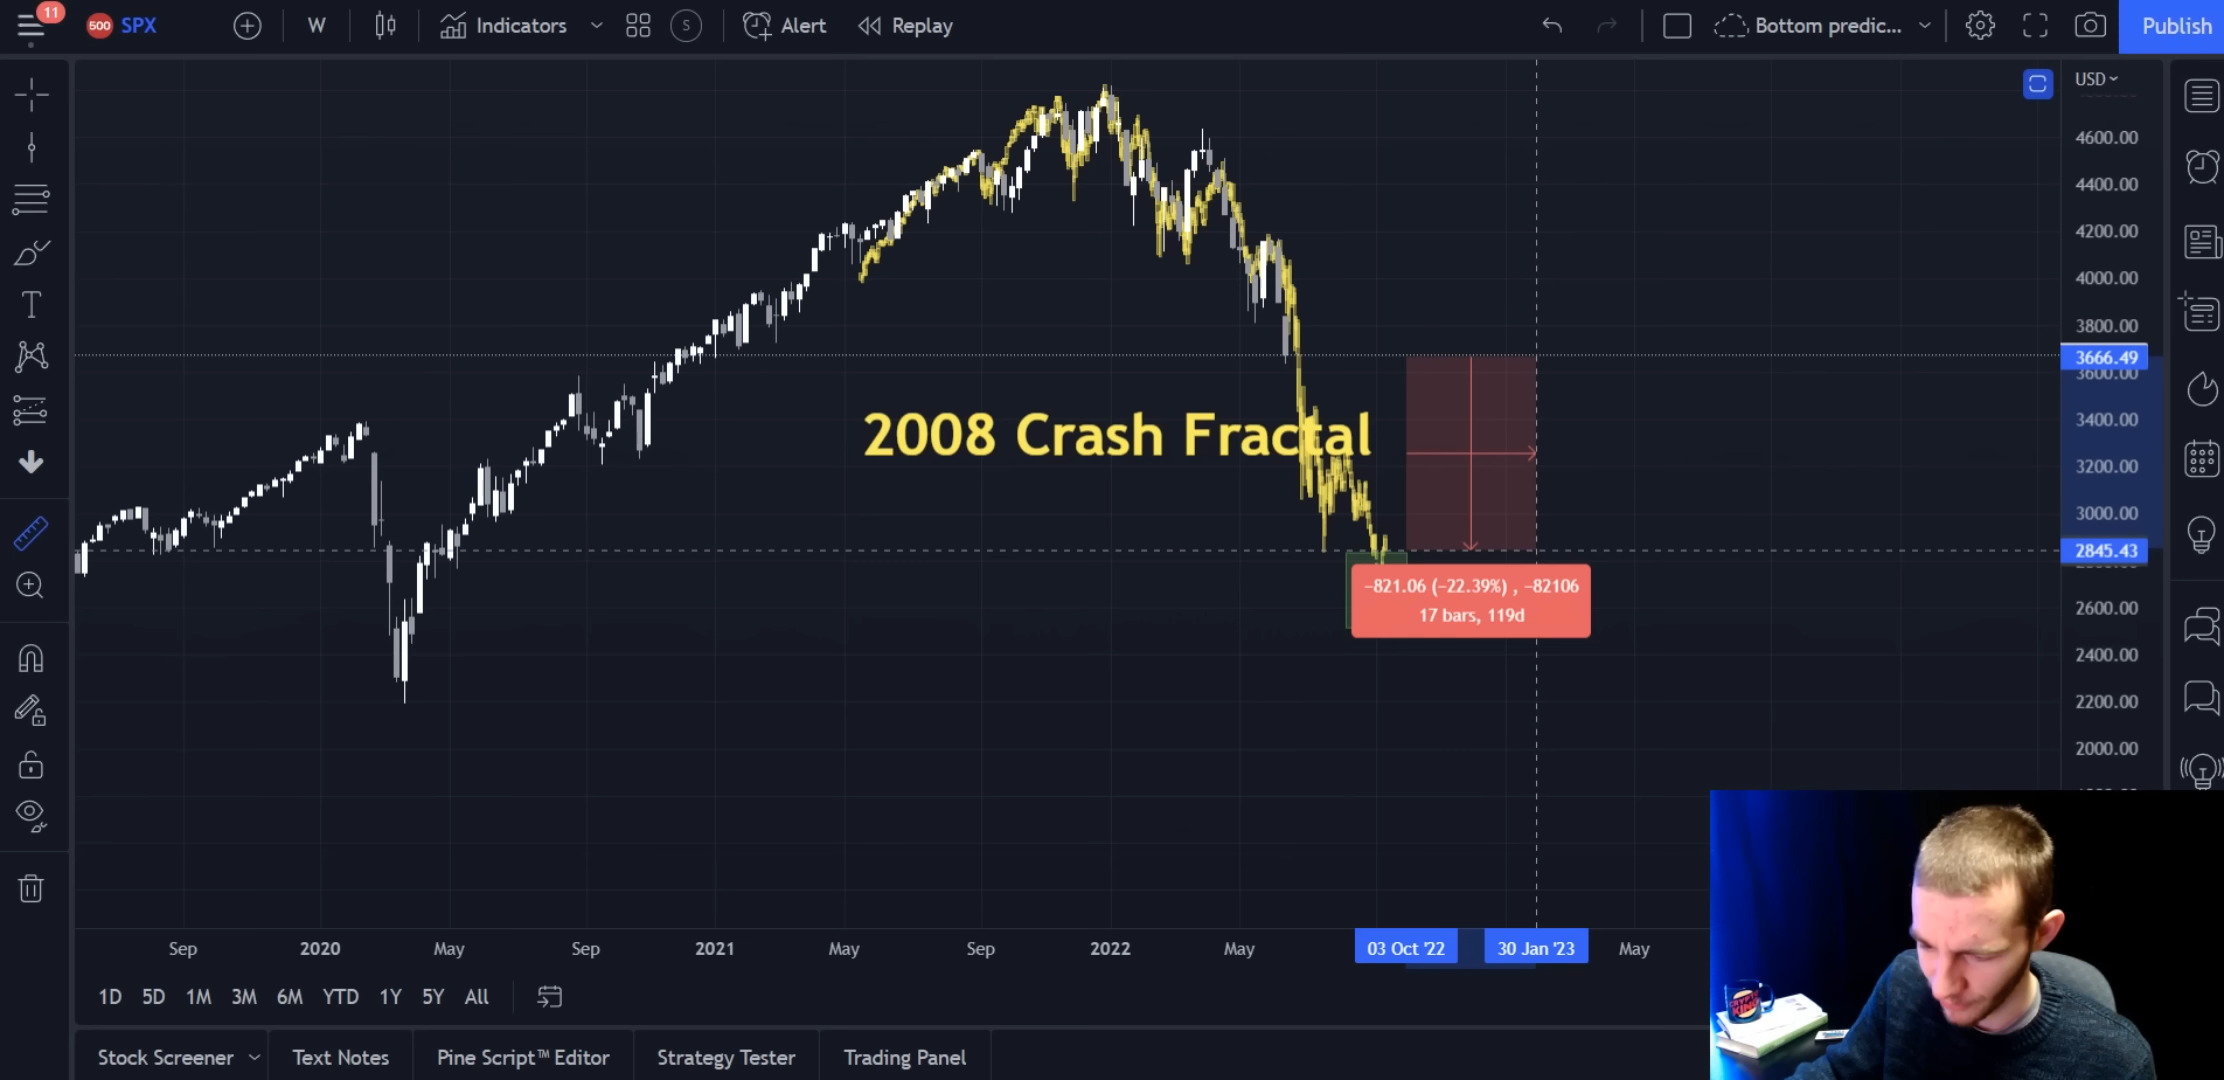 11
500 SPX
W
Indicators
S
Alert
Replay
Bottom predic...
Publish
USD
4600.00
4400.00
4200.00
4000.00
3800.00
3666.49
3600.00
3400.00
3200.00
3000.00
2845.43
2600.00
2400.00
2200.00
2000.00
2008 Crash Fractal
−821.06 (−22.39%) , −82106
17 bars, 119d
Sep 2020 May Sep 2021 May Sep 2022 May 03 Oct '22 30 Jan '23 May
1D 5D 1M 3M 6M YTD 1Y 5Y All
Stock Screener Text Notes Pine Script™ Editor Strategy Tester Trading Panel
CRYPTO
KING